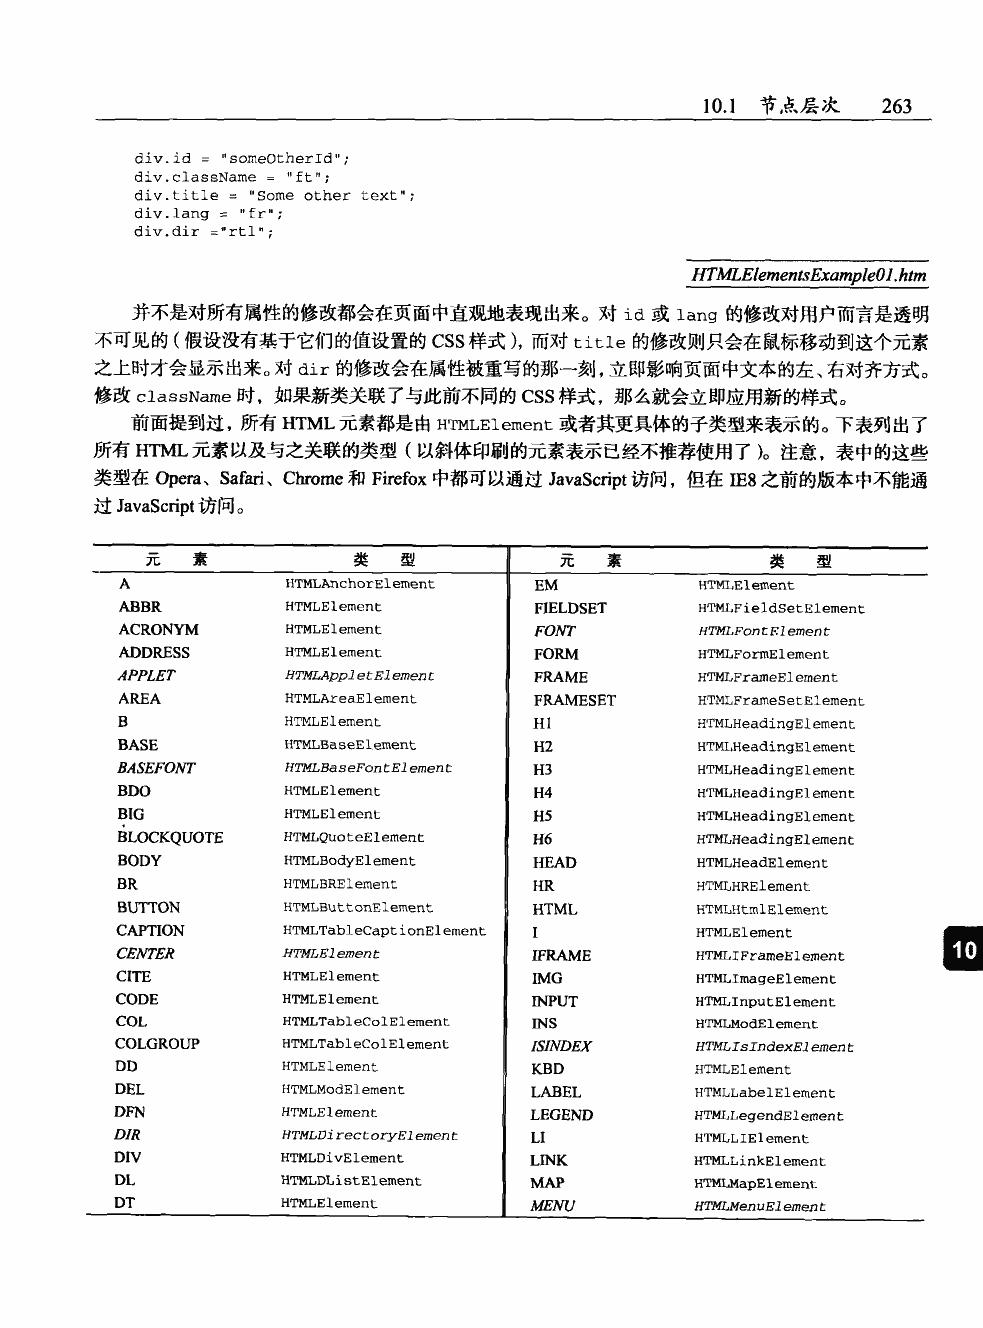 10.1 节点层次 263
div.id = "someOtherId";
div.className = "ft";
div.title = "Some other text";
div.lang = "fr";
div.dir ="rtl";
HTMLElementsExample01.htm
并不是对所有属性的修改都会在页面中直观地表现出来。对 id 或 lang 的修改对用户而言是透明
不可见的(假设没有基于它们的值设置的 CSS 样式),而对 title 的修改则只会在鼠标移动到这个元素
之上时才会显示出来。对 dir 的修改会在属性被重写的那一刻,立即影响页面中文本的左、右对齐方式。
修改 className 时,如果新类关联了与此前不同的 CSS 样式,那么就会立即应用新的样式。
前面提到过,所有 HTML 元素都是由 HTMLElement 或者其更具体的子类型来表示的。下表列出了
所有 HTML 元素以及与之关联的类型(以斜体印刷的元素表示已经不推荐使用了)。注意,表中的这些
类型在 Opera、Safari、Chrome 和 Firefox 中都可以通过 JavaScript 访问,但在 IE8 之前的版本中不能通
过 JavaScript 访问。
元 素 类 型 元 素 类 型
A HTMLAnchorElement EM HTMLElement
ABBR HTMLElement FIELDSET HTMLFieldSetElement
ACRONYM HTMLElement FONT HTMLFontElement
ADDRESS HTMLElement FORM HTMLFormElement
APPLET HTMLAppletElement FRAME HTMLFrameElement
AREA HTMLAreaElement FRAMESET HTMLFrameSetElement
B HTMLElement H1 HTMLHeadingElement
BASE HTMLBaseElement H2 HTMLHeadingElement
BASEFONT HTMLBaseFontElement H3 HTMLHeadingElement
BDO HTMLElement H4 HTMLHeadingElement
BIG HTMLElement H5 HTMLHeadingElement
BLOCKQUOTE HTMLQuoteElement H6 HTMLHeadingElement
BODY HTMLBodyElement HEAD HTMLHeadElement
BR HTMLBRElement HR HTMLHRElement
BUTTON HTMLButtonElement HTML HTMLHtmlElement
CAPTION HTMLTableCaptionElement I HTMLElement
CENTER HTMLElement IFRAME HTMLIFrameElement
CITE HTMLElement IMG HTMLImageElement
CODE HTMLElement INPUT HTMLInputElement
COL HTMLTableColElement INS HTMLModElement
COLGROUP HTMLTableColElement ISINDEX HTMLIsIndexElement
DD HTMLElement KBD HTMLElement
DEL HTMLModElement LABEL HTMLLabelElement
DFN HTMLElement LEGEND HTMLLegendElement
DIR HTMLDirectoryElement LI HTMLLIElement
DIV HTMLDivElement LINK HTMLLinkElement
DL HTMLDListElement MAP HTMLMapElement
DT HTMLElement MENU HTMLMenuElement
10